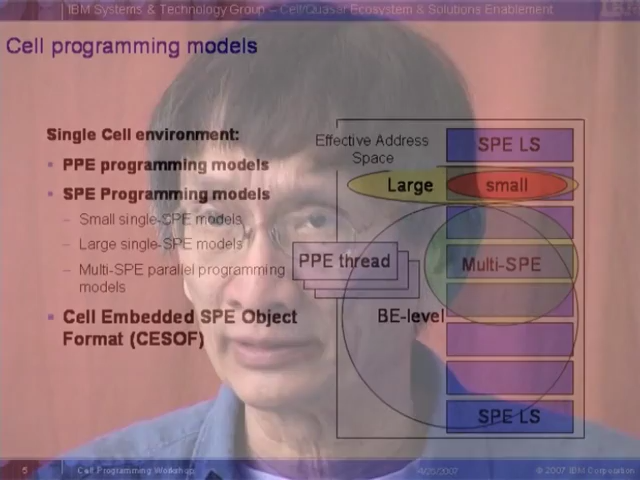 IBM Systems & Technology Group – Cell/Quasar Ecosystem & Solutions Enablement
IBM
Cell programming models
Single Cell environment:
PPE programming models
SPE Programming models
– Small single-SPE models
– Large single-SPE models
– Multi-SPE parallel programming
models
Cell Embedded SPE Object
Format (CESOF)
Effective Address
Space
SPE LS
Large
small
PPE thread
Multi-SPE
BE-level
SPE LS
5
Cell Programming Workshop
© 2007 IBM Corporation